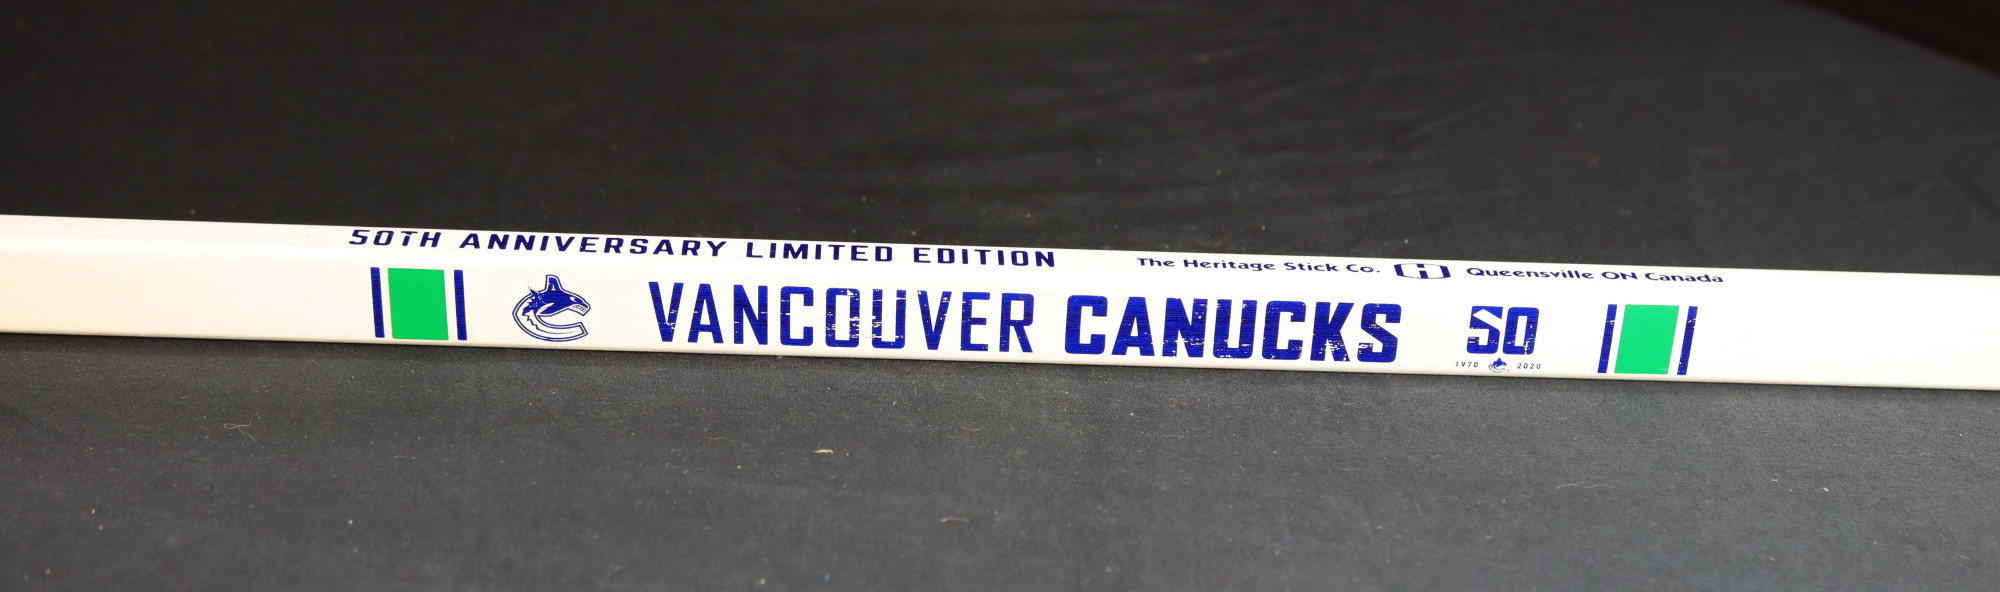 50TH ANNIVERSARY LIMITED EDITION The Heritage Stick Co. H Queensville ON Canada
VANCOUVER CANUCKS 50
1970 2020